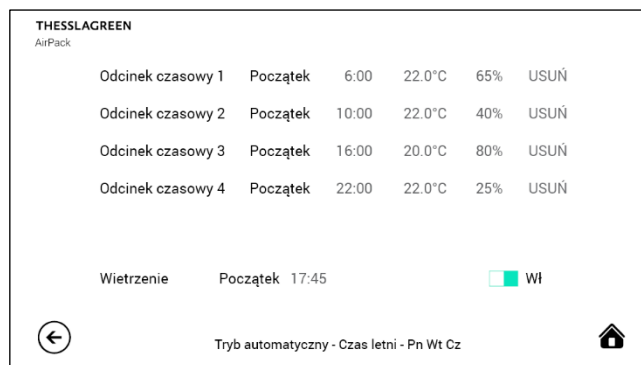 THESSLAGREEN
AirPack
Odcinek czasowy 1 Początek 6:00 22.0°C 65% USUŃ
Odcinek czasowy 2 Początek 10:00 22.0°C 40% USUŃ
Odcinek czasowy 3 Początek 16:00 20.0°C 80% USUŃ
Odcinek czasowy 4 Początek 22:00 22.0°C 25% USUŃ
Wietrzenie Początek 17:45 Wł
Tryb automatyczny - Czas letni - Pn Wt Cz